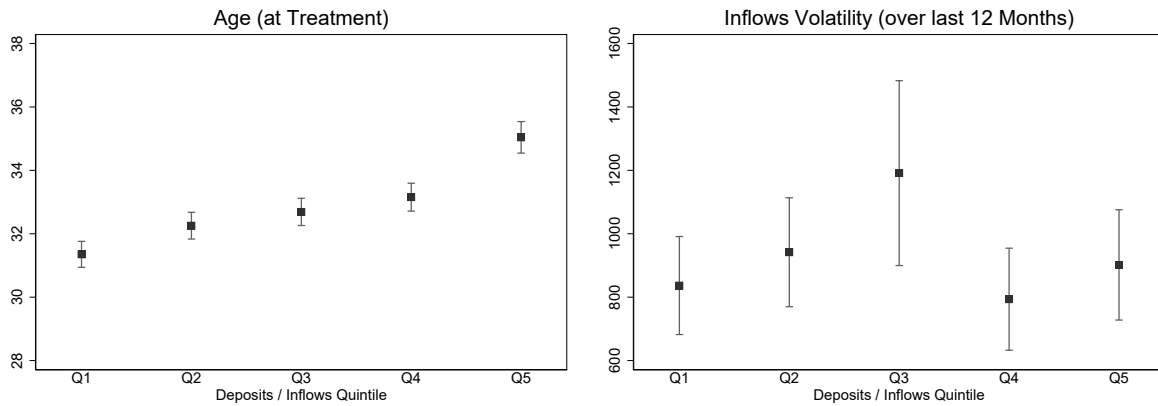 Age (at Treatment)
38
36
34
32
30
28
Q1 Q2 Q3 Q4 Q5
Deposits / Inflows Quintile
Inflows Volatility (over last 12 Months)
1600
1400
1200
1000
800
600
Q1 Q2 Q3 Q4 Q5
Deposits / Inflows Quintile